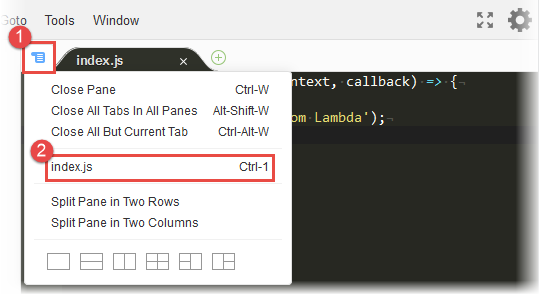 Goto Tools Window
1
index.js ×
Close Pane Ctrl-W ntext, callback) => {
Close All Tabs In All Panes Alt-Shift-W
Close All But Current Tab Ctrl-Alt-W om Lambda');
2
index.js Ctrl-1
Split Pane in Two Rows
Split Pane in Two Columns